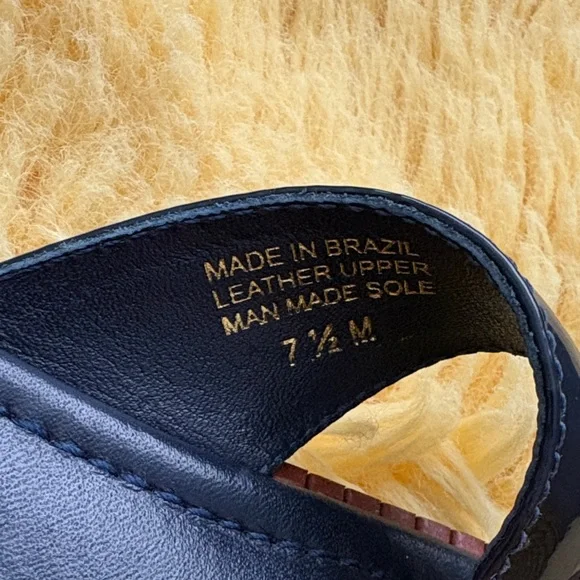 MADE IN BRAZIL
LEATHER UPPER
MAN MADE SOLE
7 ½ M